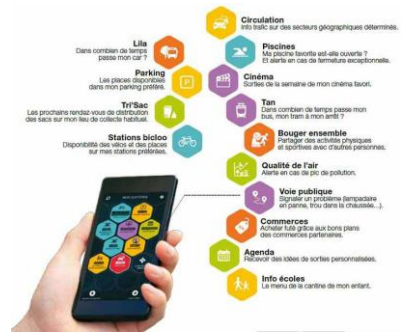 Circulation
Info trafic sur des secteurs géographiques déterminés.
Lila
Dans combien de temps
passe mon car ?
Piscines
Ma piscine favorite est-elle ouverte ?
Et alerte en cas de fermeture exceptionnelle.
Parking
Les places disponibles
dans mon parking préféré.
P
Cinéma
Sorties de la semaine de mon cinéma favori.
Tri'Sac
Les prochains rendez-vous de distribution
des sacs sur mon lieu de collecte habituel.
Tan
Dans combien de temps passe mon
bus, mon tram à mon arrêt ?
Stations bicloo
Disponibilité des vélos et des places
sur mes stations préférées.
Bouger ensemble
Partager des activités physiques
et sportives avec d'autres personnes.
Qualité de l'air
Alerte en cas de pic de pollution.
Voie publique
Signaler un problème (lampadaire
en panne, trou dans la chaussée...).
Commerces
Acheter futé grâce aux bons plans
des commerces partenaires.
Agenda
Recevoir des idées de sorties personnalisées.
Info écoles
Le menu de la cantine de mon enfant.